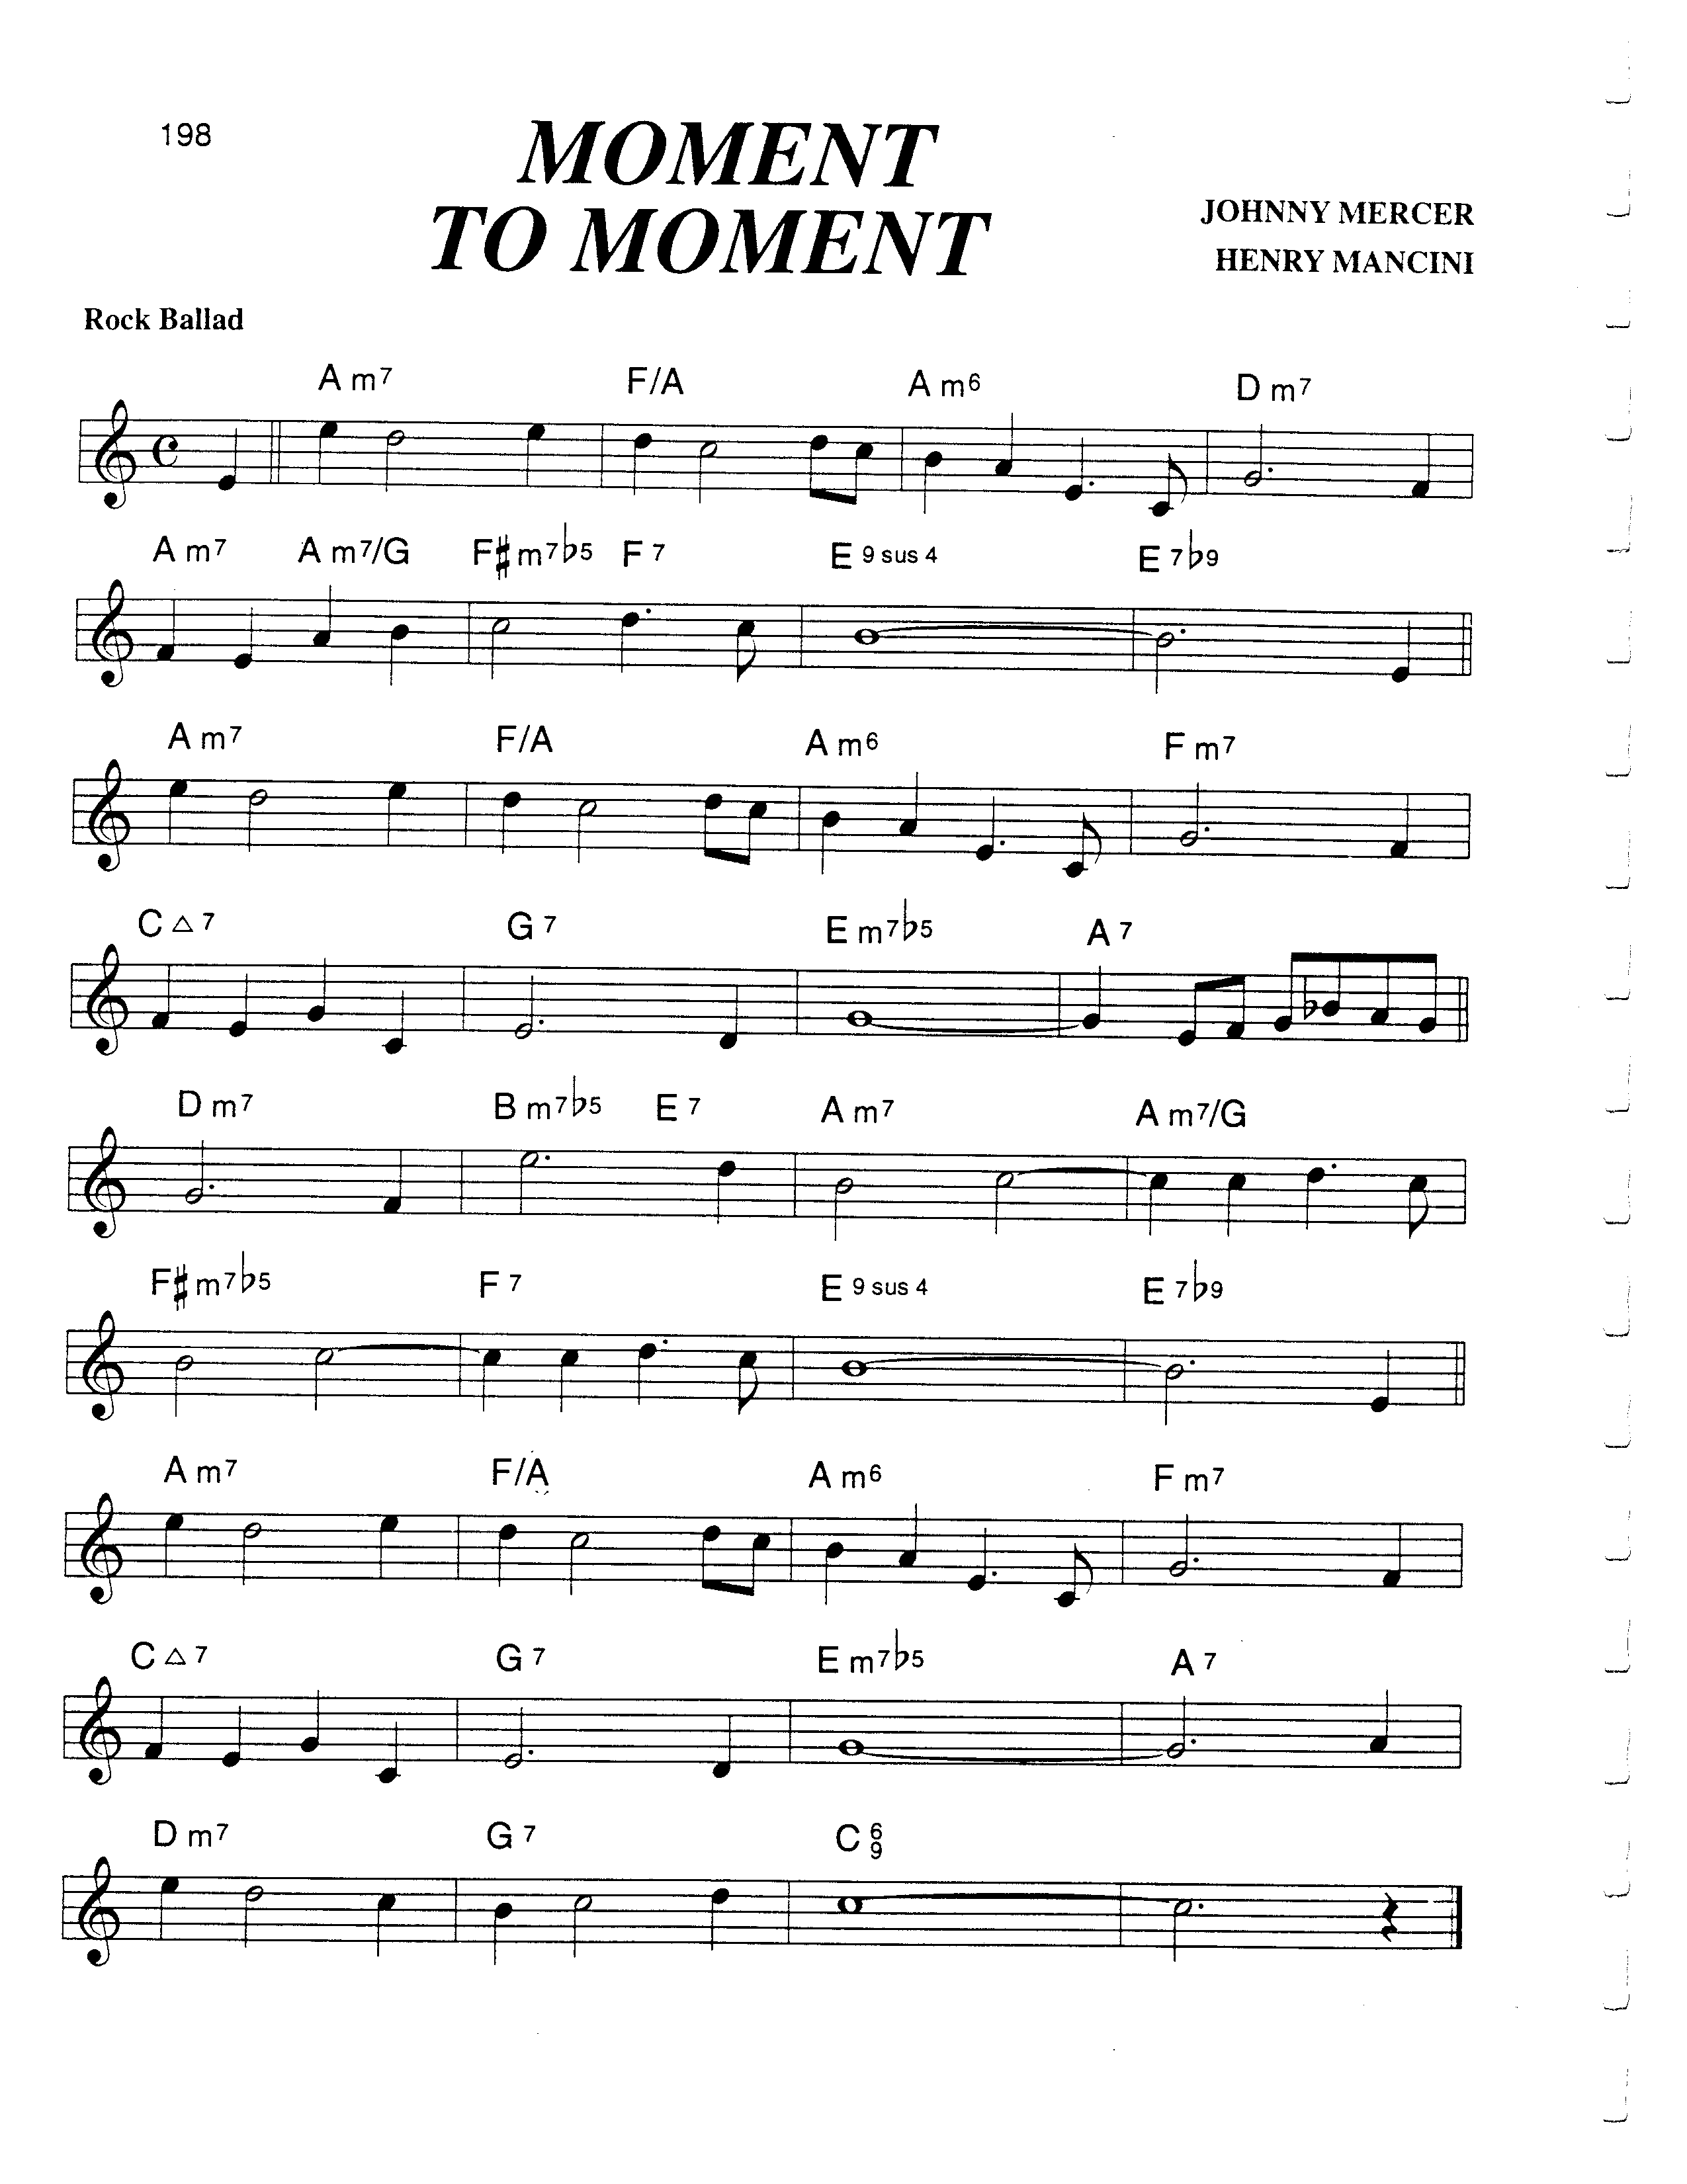 198
MOMENT
TO MOMENT
JOHNNY MERCER
HENRY MANCINI
Rock Ballad
A m7 F/A A m6 D m7
A m7 A m7/G F♯m7♭5 F 7 E 9 sus 4 E 7♭9
A m7 F/A A m6 F m7
C △ 7 G 7 E m7♭5 A 7
D m7 B m7♭5 E 7 A m7 A m7/G
F♯m7♭5 F 7 E 9 sus 4 E 7♭9
A m7 F/A A m6 F m7
C △ 7 G 7 E m7♭5 A 7
D m7 G 7 C 6 9